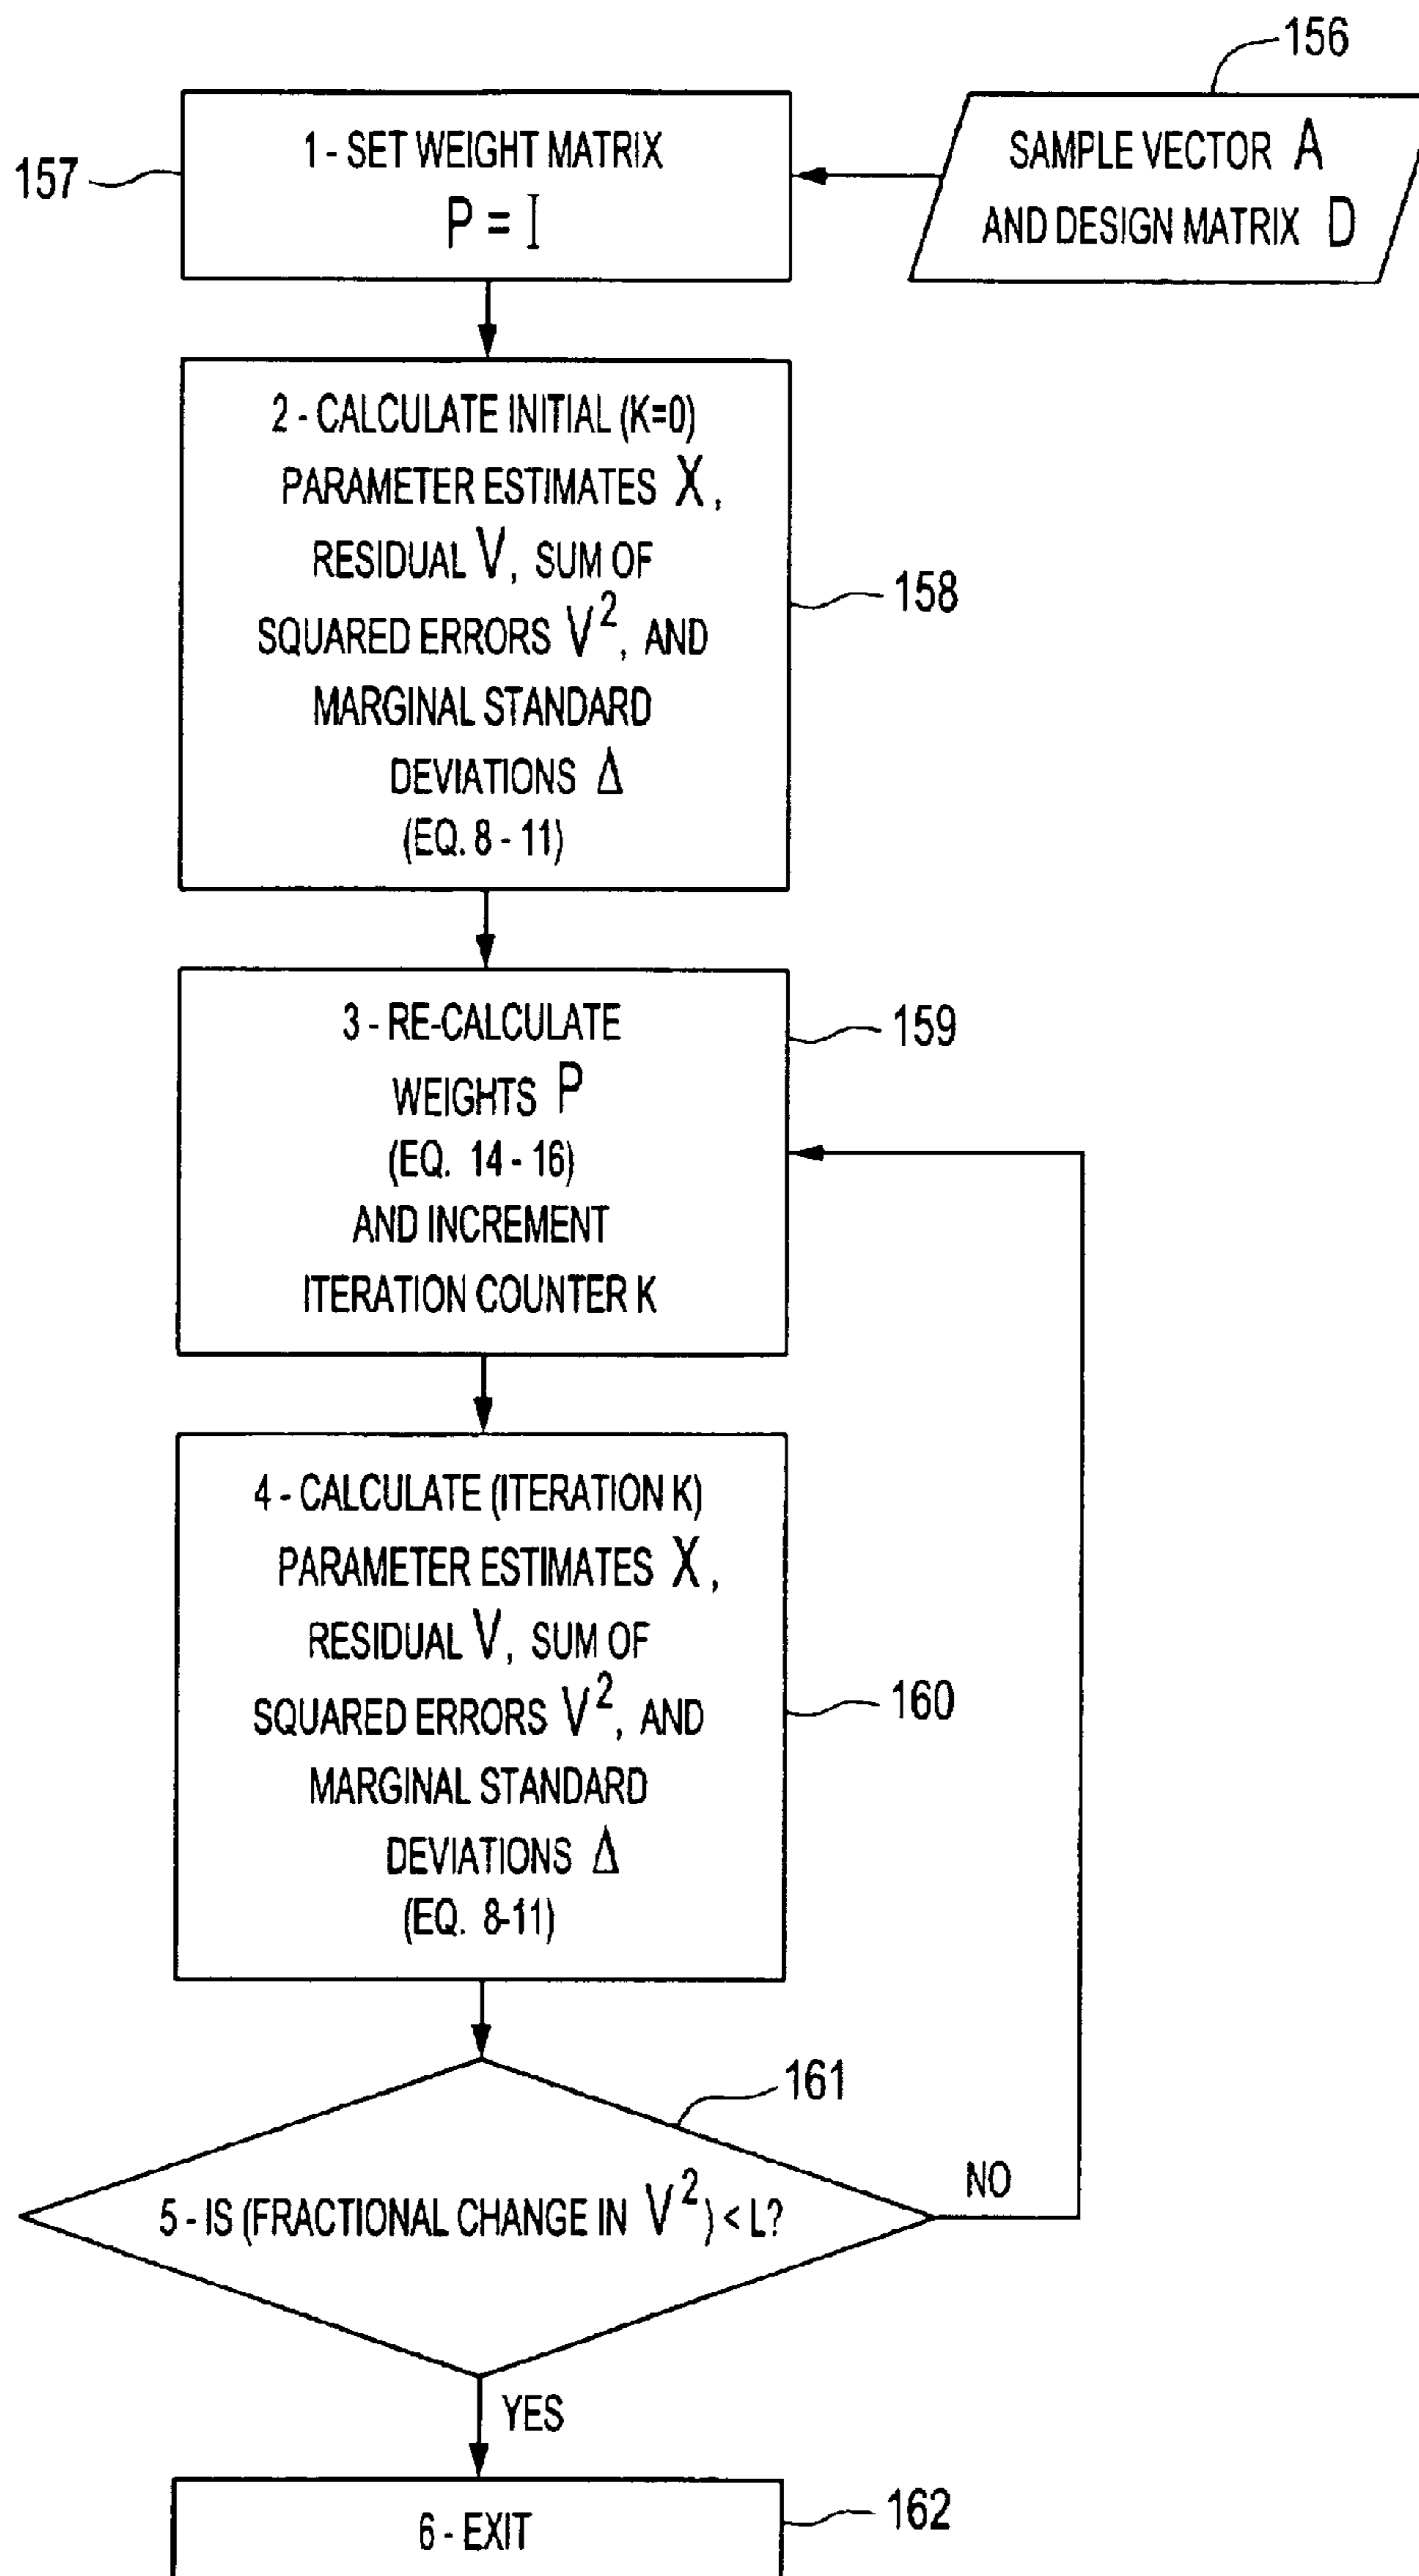 156
SAMPLE VECTOR A
AND DESIGN MATRIX D
157
1 - SET WEIGHT MATRIX
P = I
2 - CALCULATE INITIAL (K=0)
PARAMETER ESTIMATES X,
RESIDUAL V, SUM OF
SQUARED ERRORS V², AND
MARGINAL STANDARD
DEVIATIONS Δ
(EQ. 8 - 11)
158
3 - RE-CALCULATE
WEIGHTS P
(EQ. 14 - 16)
AND INCREMENT
ITERATION COUNTER K
159
4 - CALCULATE (ITERATION K)
PARAMETER ESTIMATES X,
RESIDUAL V, SUM OF
SQUARED ERRORS V², AND
MARGINAL STANDARD
DEVIATIONS Δ
(EQ. 8-11)
160
161
5 - IS (FRACTIONAL CHANGE IN V²) < L?
NO
YES
6 - EXIT
162